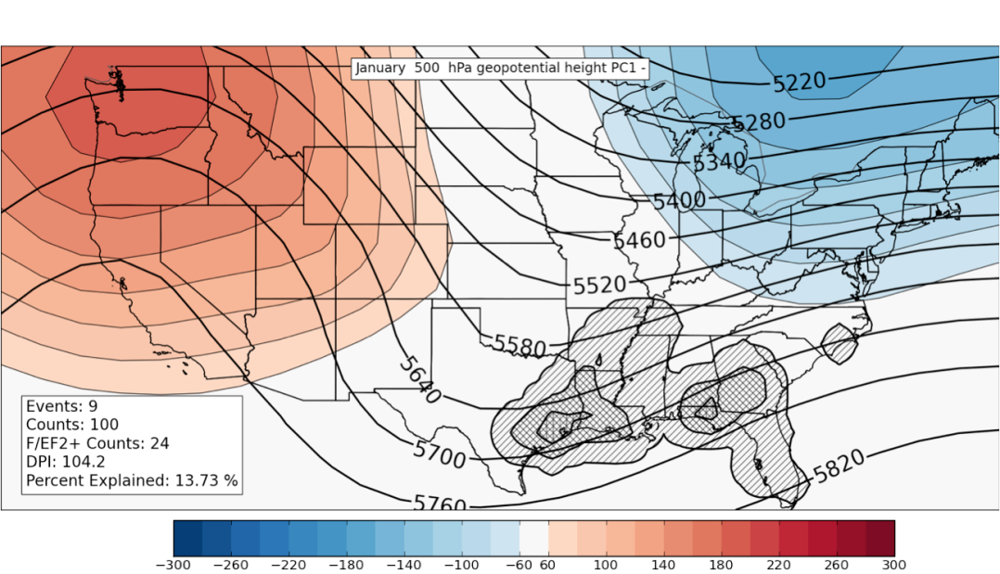 January 500 hPa geopotential height PC1 -
5220
5280
5340
5400
5460
5520
5580
5640
5700
5760
5820
Events: 9
Counts: 100
F/EF2+ Counts: 24
DPI: 104.2
Percent Explained: 13.73 %
−300 −260 −220 −180 −140 −100 −60 60 100 140 180 220 260 300